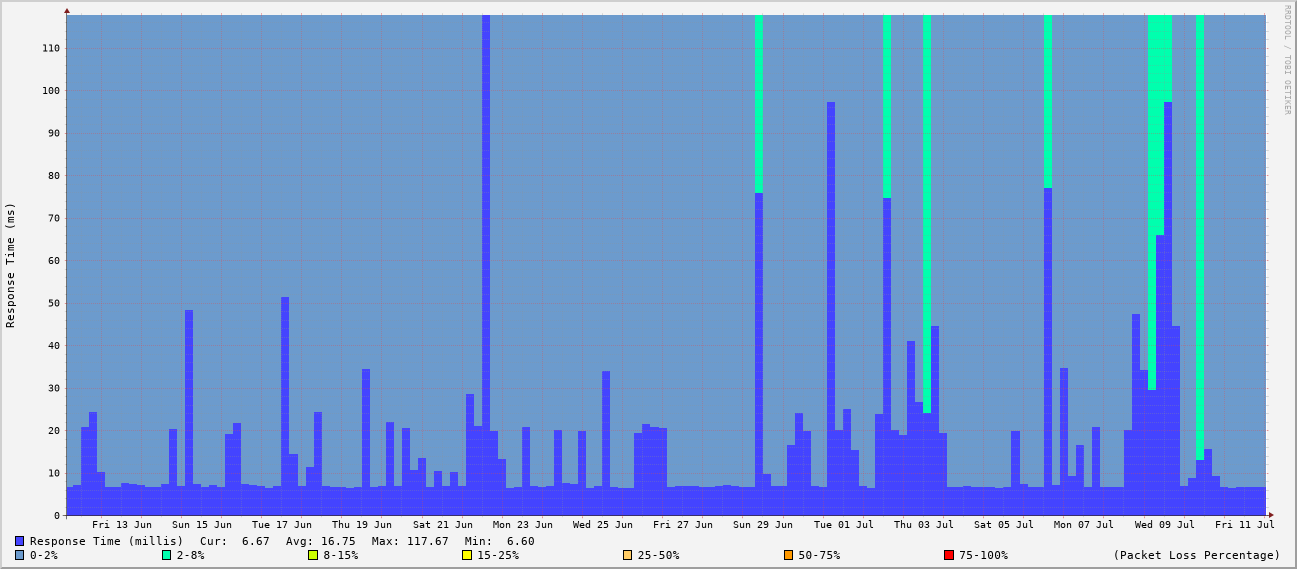 RRDTOOL / TOBI OETIKER
Response Time (ms)
110
100
90
80
70
60
50
40
30
20
10
0
Fri 13 Jun Sun 15 Jun Tue 17 Jun Thu 19 Jun Sat 21 Jun Mon 23 Jun Wed 25 Jun Fri 27 Jun Sun 29 Jun Tue 01 Jul Thu 03 Jul Sat 05 Jul Mon 07 Jul Wed 09 Jul Fri 11 Jul
Response Time (millis) Cur: 6.67 Avg: 16.75 Max: 117.67 Min: 6.60
0-2% 2-8% 8-15% 15-25% 25-50% 50-75% 75-100% (Packet Loss Percentage)